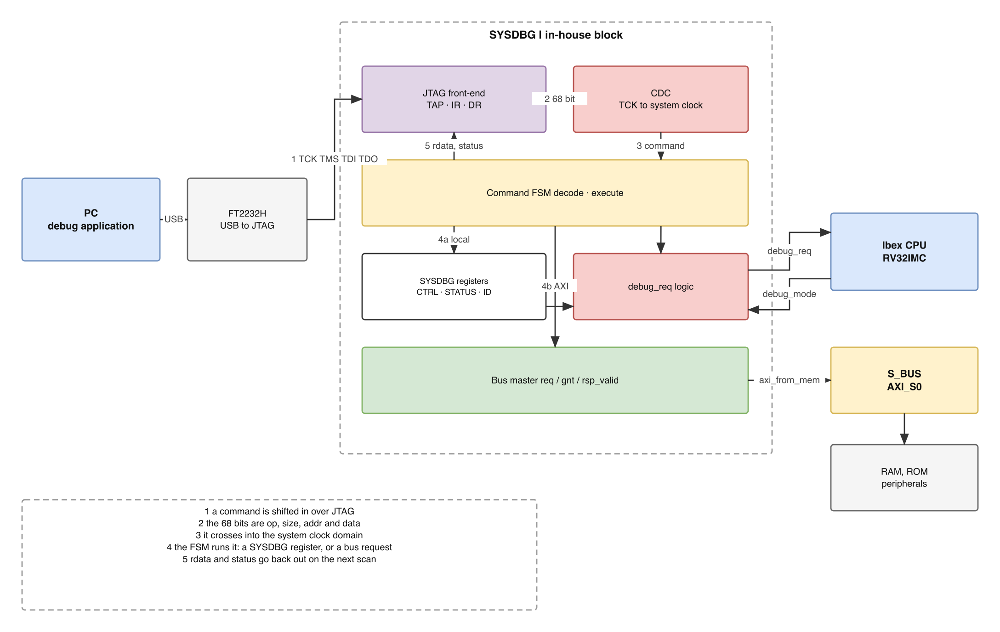 SYSDBG | in-house block
JTAG front-end
TAP · IR · DR
2 68 bit
CDC
TCK to system clock
5 rdata, status
3 command
1 TCK TMS TDI TDO
Command FSM decode · execute
PC
debug application
USB
FT2232H
USB to JTAG
4a local
SYSDBG registers
CTRL · STATUS · ID
4b AXI
debug_req logic
debug_req
debug_mode
Ibex CPU
RV32IMC
Bus master req / gnt / rsp_valid
axi_from_mem
S_BUS
AXI_S0
RAM, ROM
peripherals
1 a command is shifted in over JTAG
2 the 68 bits are op, size, addr and data
3 it crosses into the system clock domain
4 the FSM runs it: a SYSDBG register, or a bus request
5 rdata and status go back out on the next scan